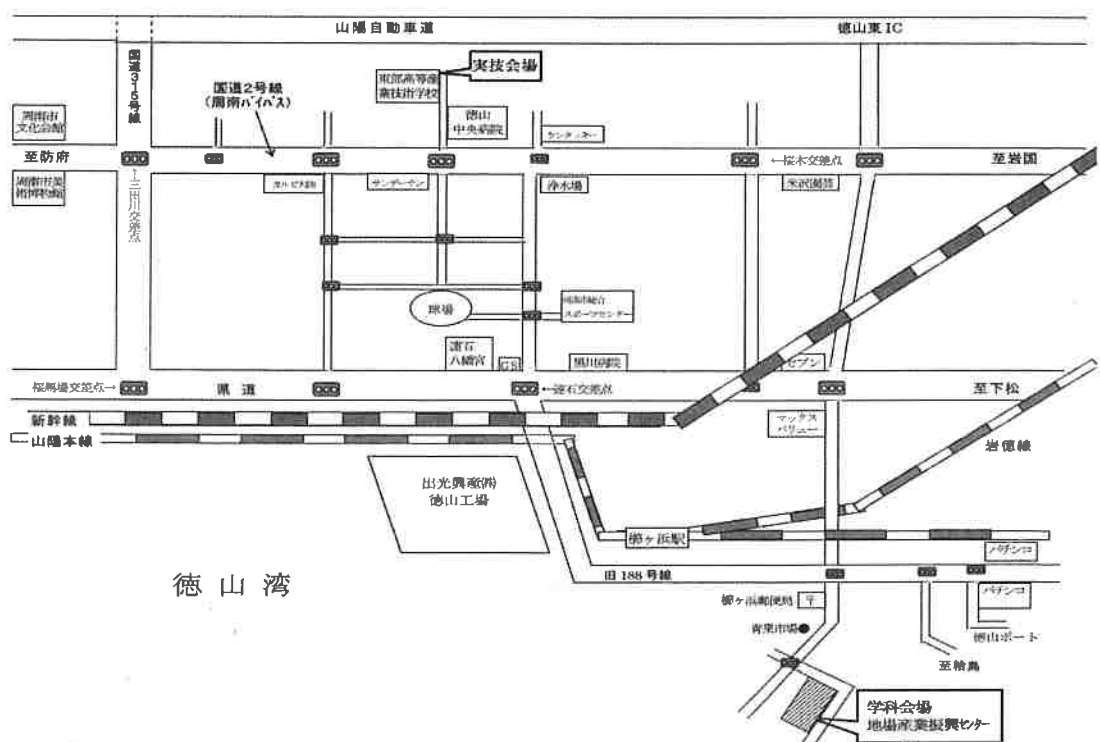 山陽自動車道
徳山東IC
国道315号線
国道2号線
(周南バイパス)
実技会場
東部高等産
業技術学校
徳山
中央病院
周南市
文化会館
ケンタッキー
至防府
←桜木交差点
至岩国
周南市美
術博物館
←三田川交差点
サンデーサン
浄水場
米沢園芸
球場
周南市総合
スポーツセンター
遠石
八幡宮
GS
黒川病院
セブン
桜馬場交差点→
県道
←遠石交差点
至下松
新幹線
山陽本線
マックス
バリュー
岩徳線
出光興産㈱
徳山工場
櫛ヶ浜駅
パチンコ
徳山湾
旧188号線
櫛ヶ浜郵便局 〒
パチンコ
青果市場●
徳山ボート
至粭島
学科会場
地場産業振興センター